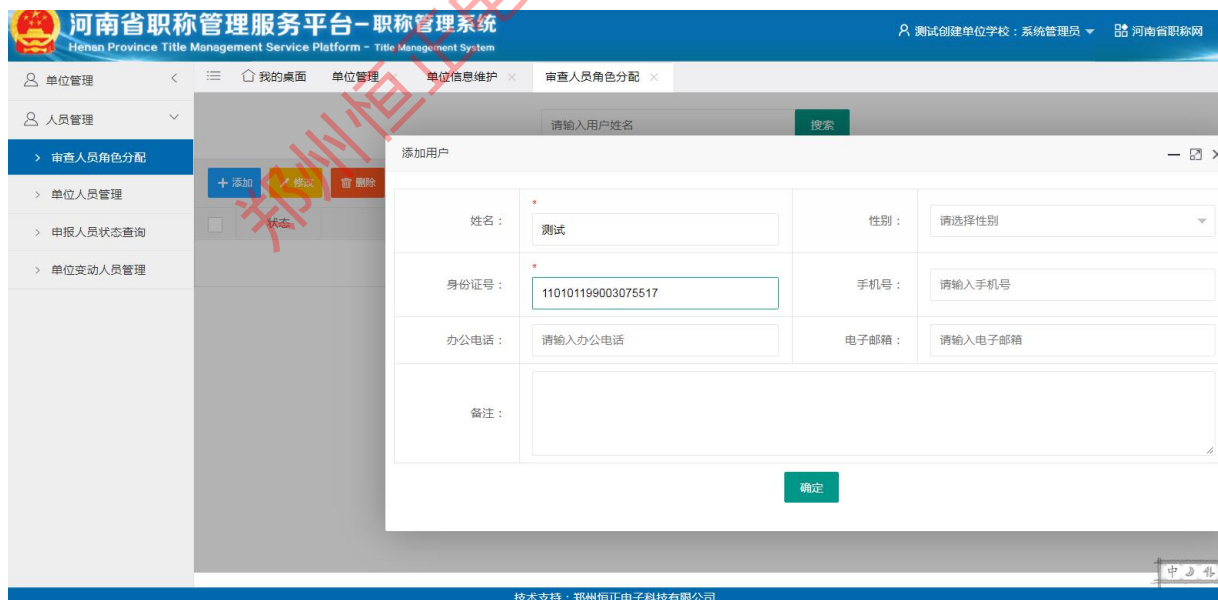 河南省职称管理服务平台-职称管理系统
Henan Province Title Management Service Platform - Title Management System
测试创建单位学校：系统管理员
河南省职称网
单位管理
我的桌面 单位管理 单位信息维护 审查人员角色分配
人员管理
请输入用户姓名 搜索
审查人员角色分配
添加用户
单位人员管理
+ 添加 修改 删除
姓名： * 测试 性别： 请选择性别
状态
申报人员状态查询
单位变动人员管理
身份证号： * 110101199003075517 手机号： 请输入手机号
办公电话： 请输入办公电话 电子邮箱： 请输入电子邮箱
备注：
确定
中
技术支持：郑州恒正电子科技有限公司